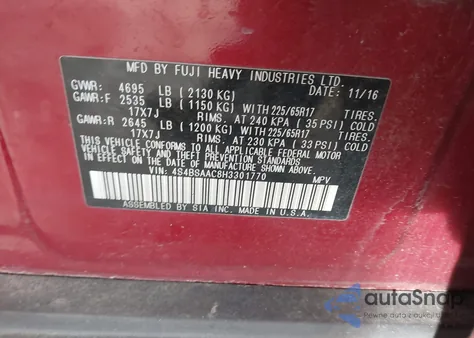 MFD BY FUJI HEAVY INDUSTRIES LTD.
GVWR: 4695 LB (2130 KG) DATE: 11/16
GAWR:F 2535 LB (1150 KG) WITH 225/65R17 TIRES.
17X7J RIMS. AT 240 KPA (35 PSI) COLD.
GAWR:R 2645 LB (1200 KG) WITH 225/65R17 TIRES.
17X7J RIMS. AT 230 KPA (33 PSI) COLD.
THIS VEHICLE CONFORMS TO ALL APPLICABLE FEDERAL MOTOR
VEHICLE SAFETY AND THEFT PREVENTION STANDARDS IN
EFFECT ON THE DATE OF MANUFACTURE SHOWN ABOVE.
VIN: 4S4BSAAC8H3301770 MPV
ASSEMBLED BY SIA INC. MADE IN U.S.A.
autoSnap